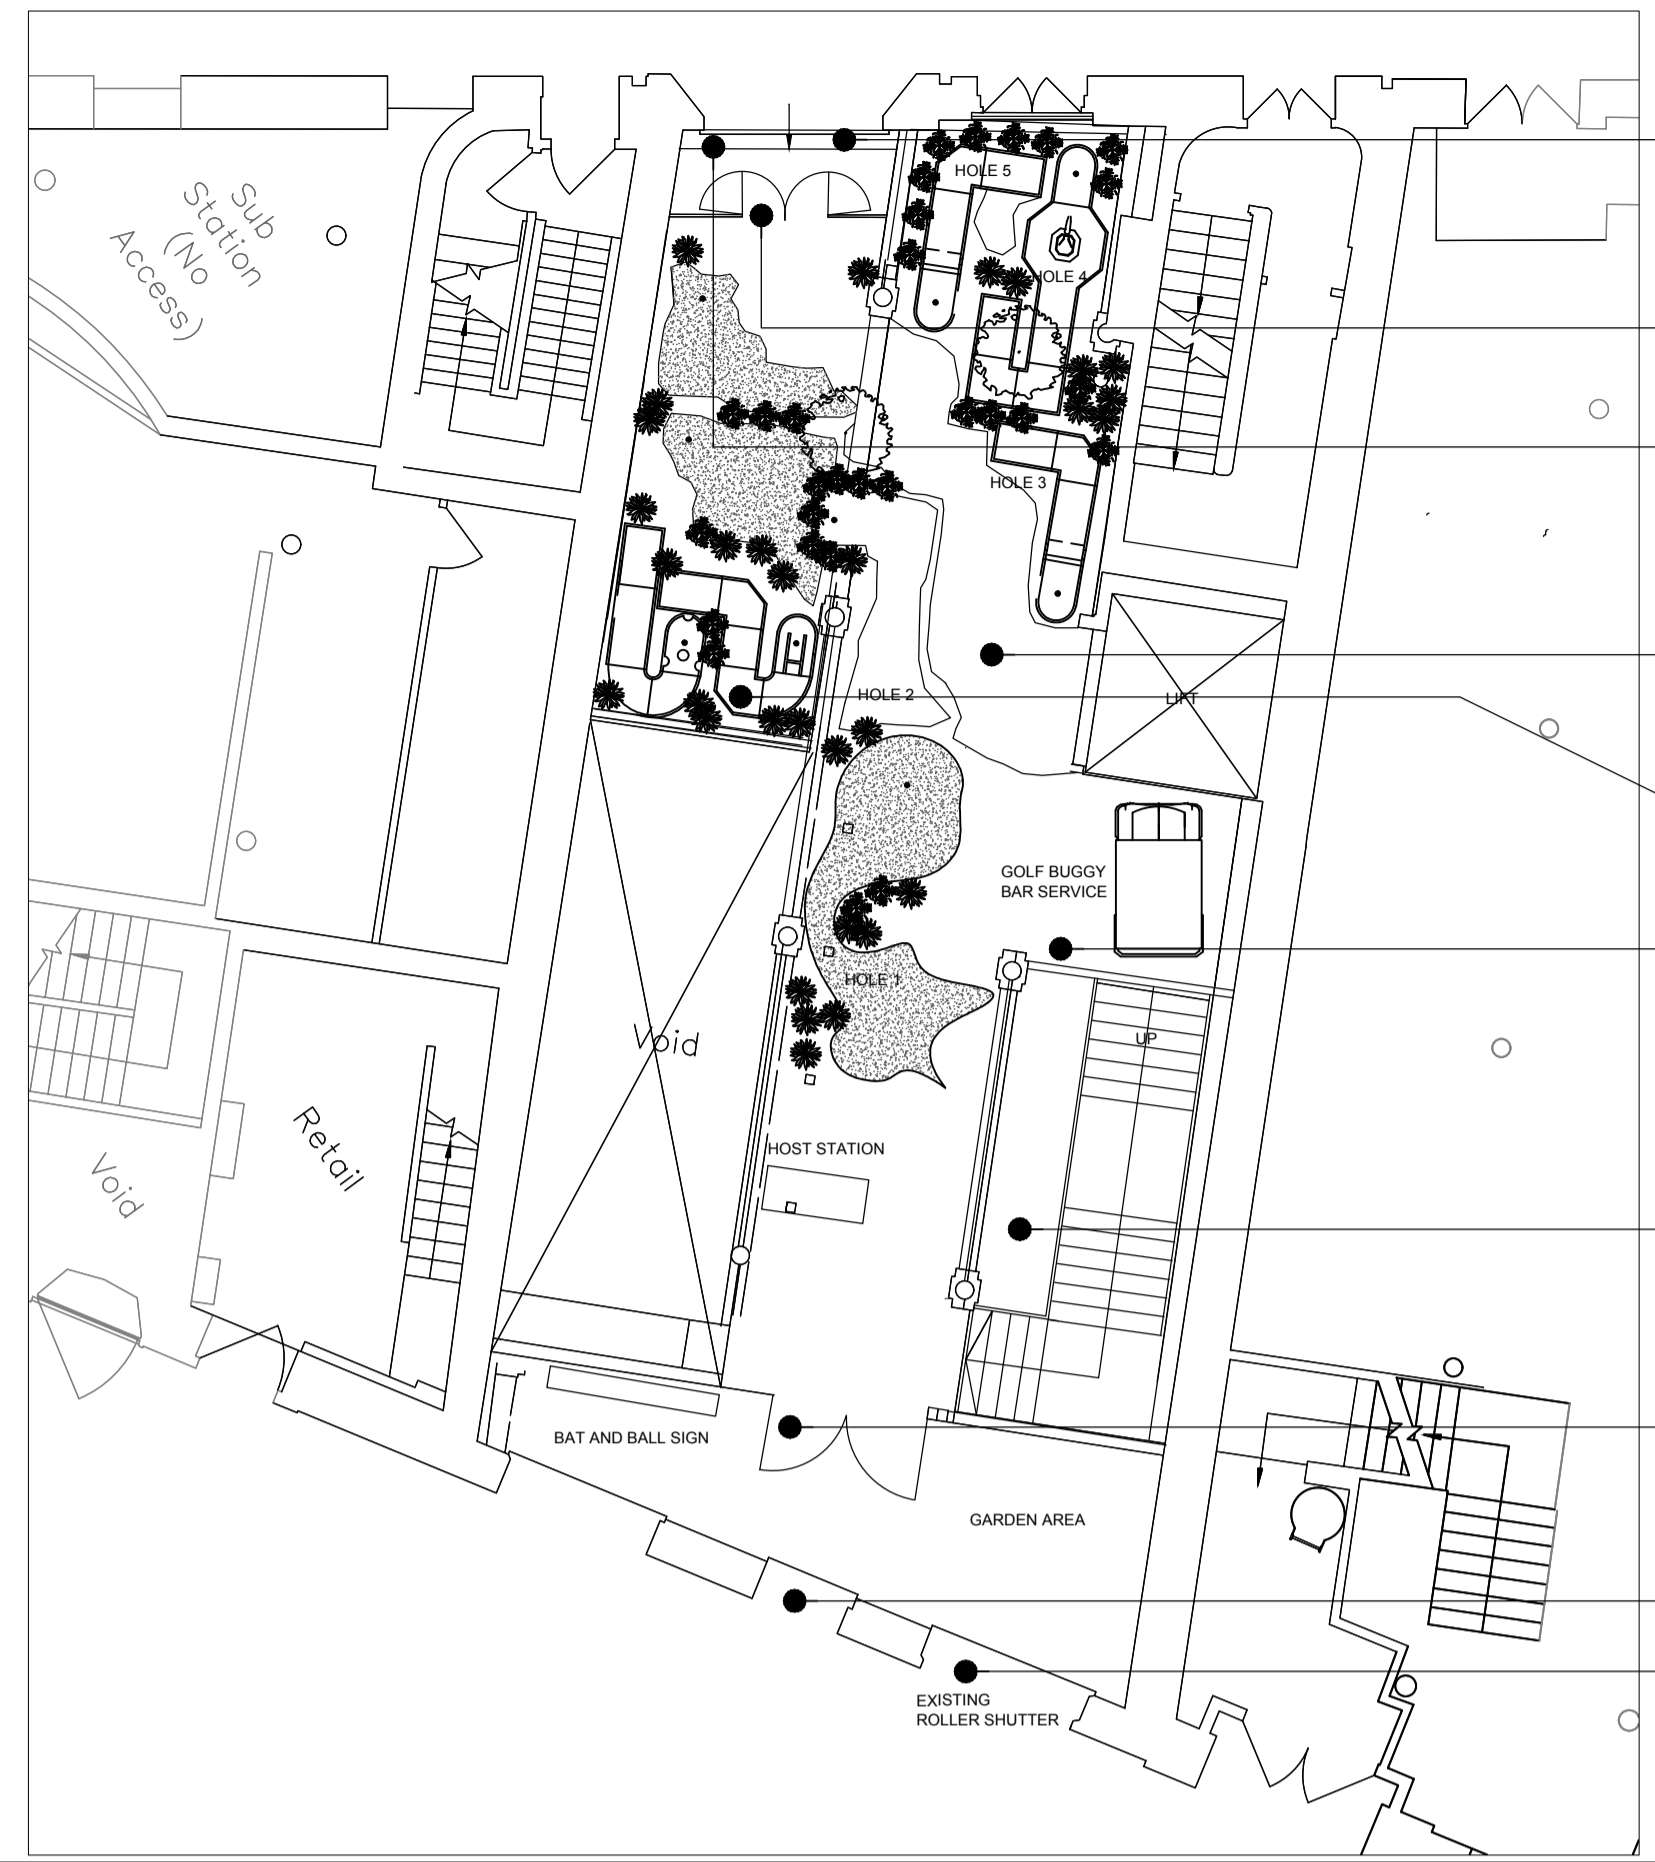 HOLE 5
Sub
Station
(No
Access)
HOLE 4
HOLE 3
HOLE 2
LIFT
GOLF BUGGY
BAR SERVICE
HOLE 1
Void
UP
Retail
HOST STATION
Void
BAT AND BALL SIGN
GARDEN AREA
EXISTING
ROLLER SHUTTER